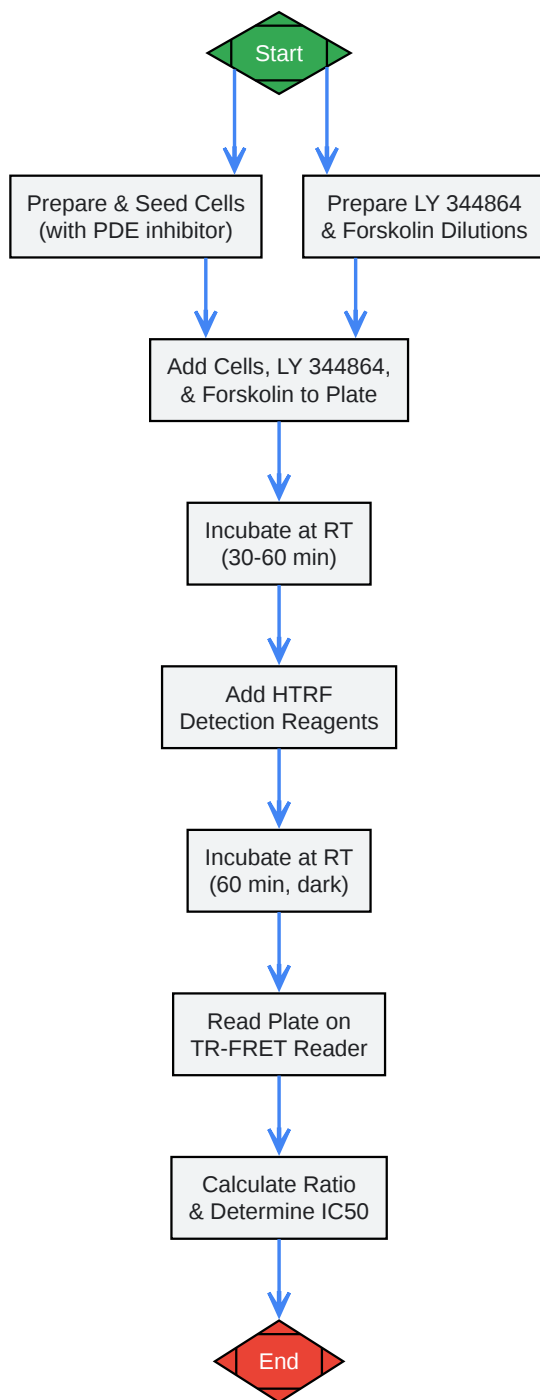 Start
Prepare & Seed Cells
(with PDE inhibitor)
Prepare LY 344864
& Forskolin Dilutions
Add Cells, LY 344864,
& Forskolin to Plate
Incubate at RT
(30-60 min)
Add HTRF
Detection Reagents
Incubate at RT
(60 min, dark)
Read Plate on
TR-FRET Reader
Calculate Ratio
& Determine IC50
End